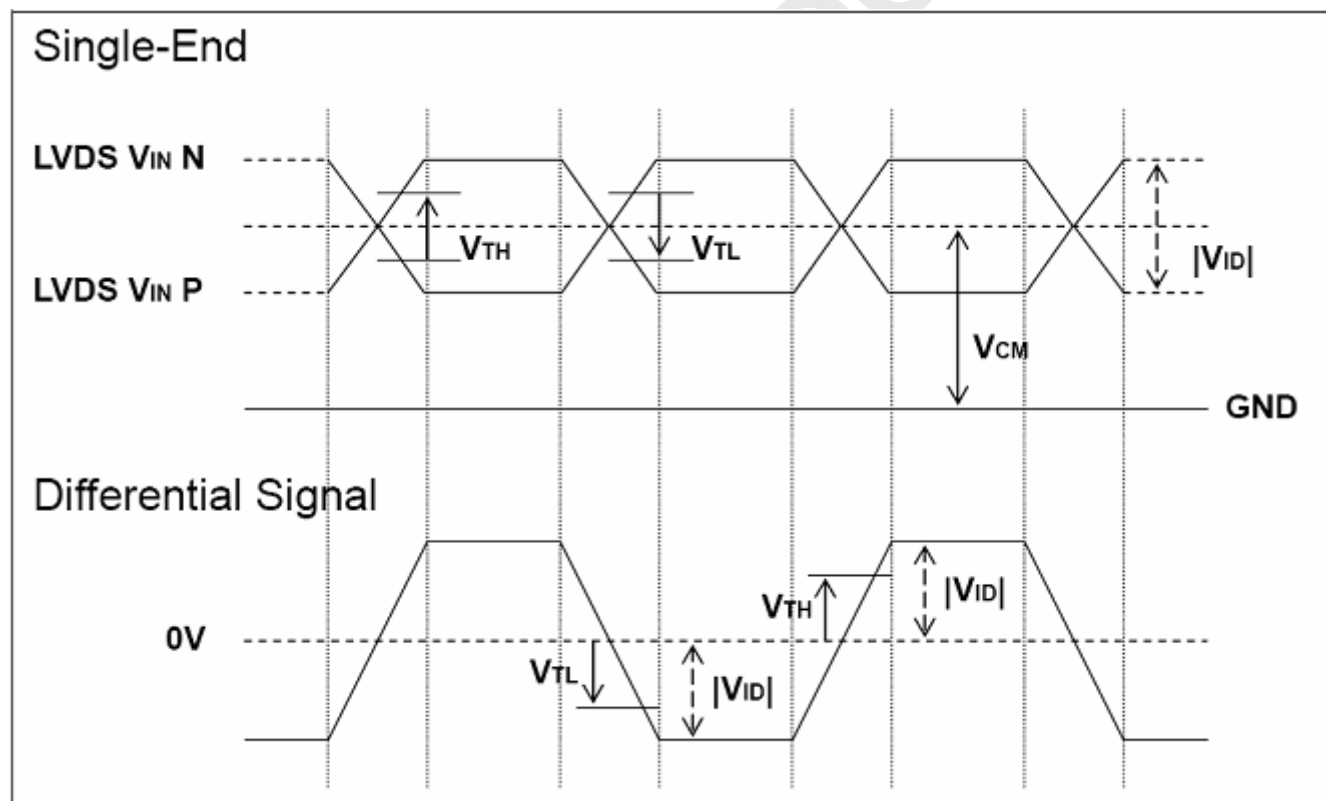 Single-End
LVDS VIN N
VTH
VTL
|VID|
LVDS VIN P
VCM
GND
Differential Signal
VTH
|VID|
0V
VTL
|VID|